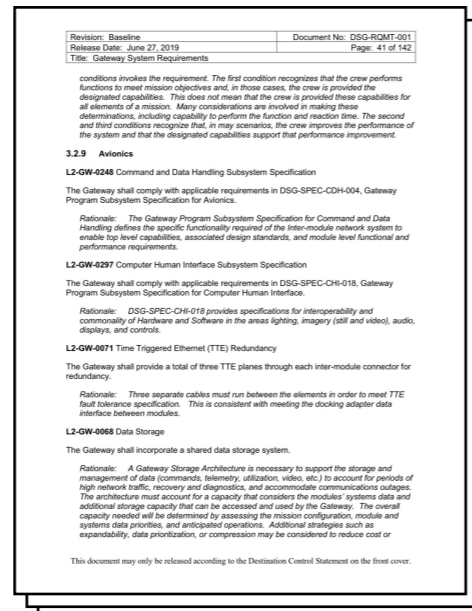 Revision: Baseline Document No: DSG-RQMT-001
Release Date: June 27, 2019 Page: 41 of 142
Title: Gateway System Requirements
conditions invokes the requirement. The first condition recognizes that the crew performs
functions to meet mission objectives and, in those cases, the crew is provided the
designated capabilities. This does not mean that the crew is provided these capabilities for
all elements of a mission. Many considerations are involved in making these
determinations, including capability to perform the function and reaction time. The second
and third conditions recognize that, in may scenarios, the crew improves the performance of
the system and that the designated capabilities support that performance improvement.
3.2.9 Avionics
L2-GW-0248 Command and Data Handling Subsystem Specification
The Gateway shall comply with applicable requirements in DSG-SPEC-CDH-004, Gateway
Program Subsystem Specification for Avionics.
Rationale: The Gateway Program Subsystem Specification for Command and Data
Handling defines the specific functionality required of the Inter-module network system to
enable top level capabilities, associated design standards, and module level functional and
performance requirements.
L2-GW-0297 Computer Human Interface Subsystem Specification
The Gateway shall comply with applicable requirements in DSG-SPEC-CHI-018, Gateway
Program Subsystem Specification for Computer Human Interface.
Rationale: DSG-SPEC-CHI-018 provides specifications for interoperability and
commonality of Hardware and Software in the areas lighting, imagery (still and video), audio,
displays, and controls.
L2-GW-0071 Time Triggered Ethernet (TTE) Redundancy
The Gateway shall provide a total of three TTE planes through each inter-module connector for
redundancy.
Rationale: Three separate cables must run between the elements in order to meet TTE
fault tolerance specification. This is consistent with meeting the docking adapter data
interface between modules.
L2-GW-0068 Data Storage
The Gateway shall incorporate a shared data storage system.
Rationale: A Gateway Storage Architecture is necessary to support the storage and
management of data (commands, telemetry, utilization, video, etc.) to account for periods of
high network traffic, recovery and diagnostics, and accommodate communications outages.
The architecture must account for a capacity that considers the modules' systems data and
additional storage capacity that can be accessed and used by the Gateway. The overall
capacity needed will be determined by assessing the mission configuration, module and
systems data priorities, and anticipated operations. Additional strategies such as
expandability, data prioritization, or compression may be considered to reduce cost or
This document may only be released according to the Destination Control Statement on the front cover.